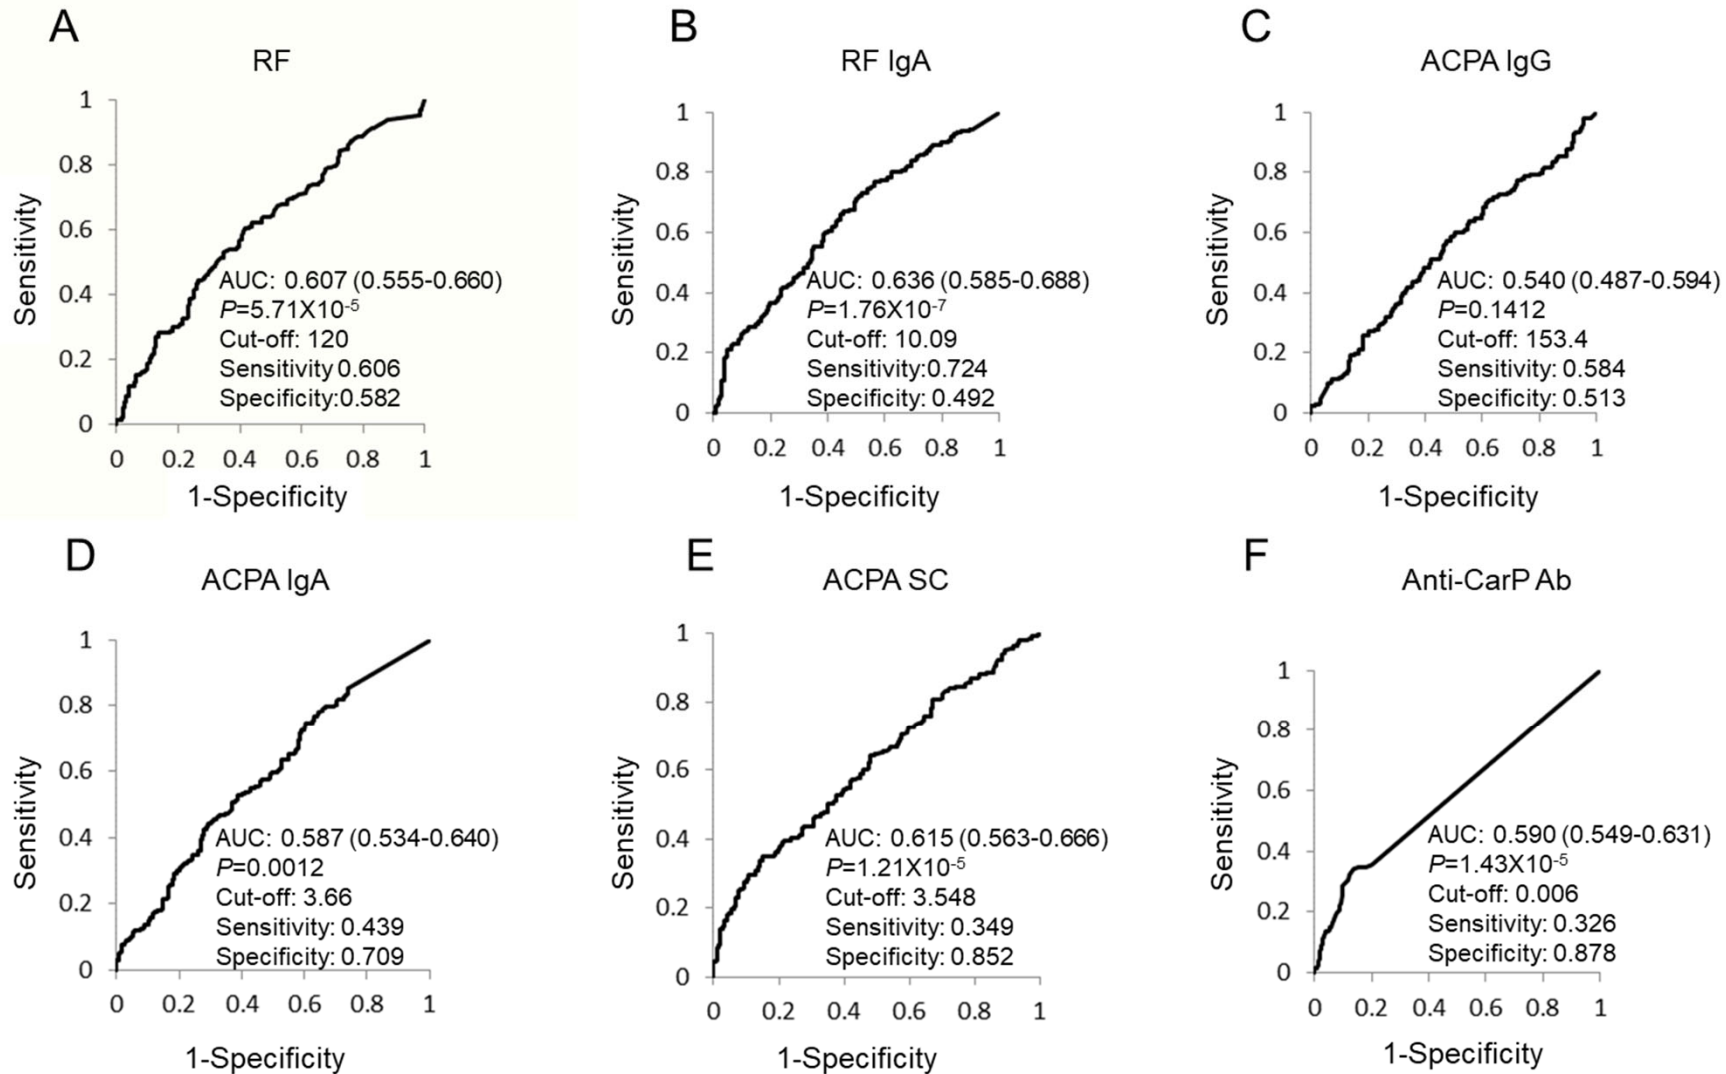 A
RF
1
0.8
0.6
0.4
0.2
0
Sensitivity
AUC: 0.607 (0.555-0.660)
P=5.71X10-5
Cut-off: 120
Sensitivity 0.606
Specificity:0.582
0 0.2 0.4 0.6 0.8 1
1-Specificity
B
RF IgA
1
0.8
0.6
0.4
0.2
0
Sensitivity
AUC: 0.636 (0.585-0.688)
P=1.76X10-7
Cut-off: 10.09
Sensitivity:0.724
Specificity: 0.492
0 0.2 0.4 0.6 0.8 1
1-Specificity
C
ACPA IgG
1
0.8
0.6
0.4
0.2
0
Sensitivity
AUC: 0.540 (0.487-0.594)
P=0.1412
Cut-off: 153.4
Sensitivity: 0.584
Specificity: 0.513
0 0.2 0.4 0.6 0.8 1
1-Specificity
D
ACPA IgA
1
0.8
0.6
0.4
0.2
0
Sensitivity
AUC: 0.587 (0.534-0.640)
P=0.0012
Cut-off: 3.66
Sensitivity: 0.439
Specificity: 0.709
0 0.2 0.4 0.6 0.8 1
1-Specificity
E
ACPA SC
1
0.8
0.6
0.4
0.2
0
Sensitivity
AUC: 0.615 (0.563-0.666)
P=1.21X10-5
Cut-off: 3.548
Sensitivity: 0.349
Specificity: 0.852
0 0.2 0.4 0.6 0.8 1
1-Specificity
F
Anti-CarP Ab
1
0.8
0.6
0.4
0.2
0
Sensitivity
AUC: 0.590 (0.549-0.631)
P=1.43X10-5
Cut-off: 0.006
Sensitivity: 0.326
Specificity: 0.878
0 0.2 0.4 0.6 0.8 1
1-Specificity